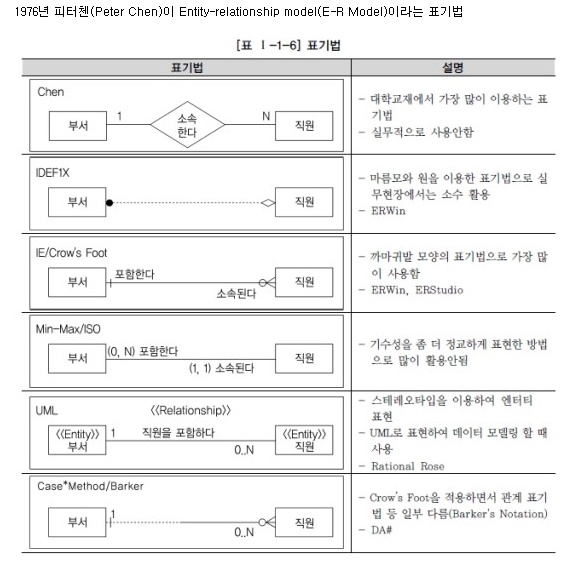 1976년 피터첸(Peter Chen)이 Entity-relationship model(E-R Model)이라는 표기법
[표 Ⅰ-1-6] 표기법
표기법 설명
Chen
부서 1 소속 N 직원
한다
- 대학교재에서 가장 많이 이용하는 표
기법
- 실무적으로 사용안함
IDEF1X
부서 직원
- 마름모와 원을 이용한 표기법으로 실
무현장에서는 소수 활용
- ERWin
IE/Crow's Foot
부서 포함한다 직원
소속된다
- 까마귀발 모양의 표기법으로 가장 많
이 사용함
- ERWin, ERStudio
Min-Max/ISO
부서 (0, N) 포함한다 직원
(1, 1) 소속된다
- 기수성을 좀 더 정교하게 표현한 방법
으로 많이 활용안됨
UML 〈〈Relationship〉〉
〈〈Entity〉〉 1 직원을 포함하다 〈〈Entity〉〉
부서 0..N 직원
- 스테레오타입을 이용하여 엔터티
표현
- UML로 표현하여 데이터 모델링 할 때
사용
- Rational Rose
Case*Method/Barker
부서 1 직원
0..N
- Crow's Foot을 적용하면서 관계 표기
법 등 일부 다름(Barker's Notation)
- DA#